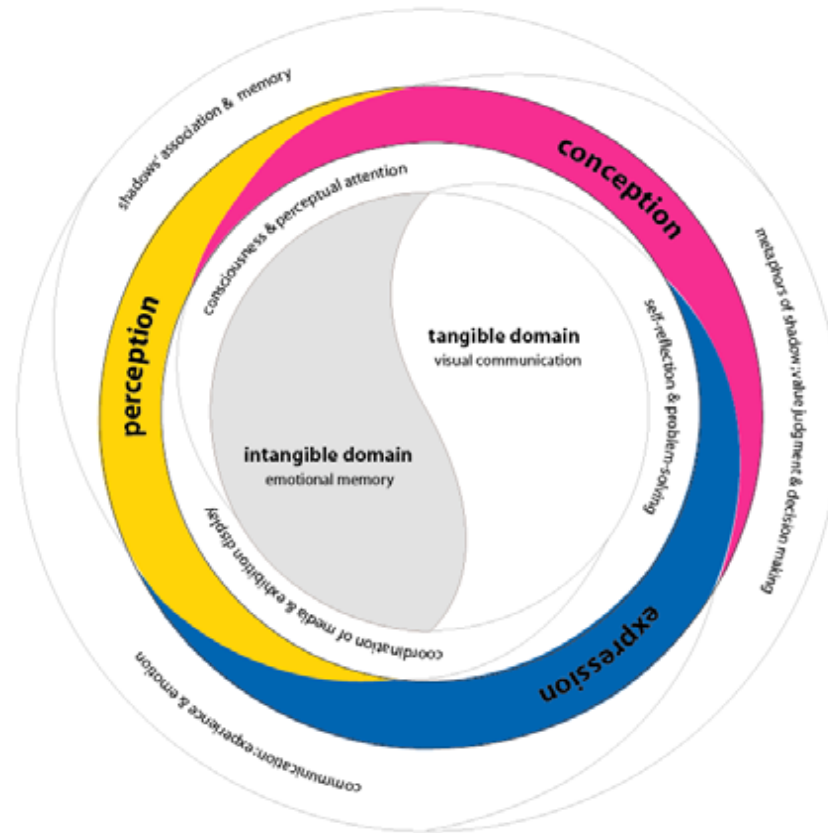 shadows' association & memory
conception
consciousness & perceptual attention
perception
metaphors of shadow:value judgment & decision making
self-reflection & problem-solving
tangible domain
visual communication
intangible domain
emotional memory
coordination of media & exhibition display
expression
communication:experience & emotion